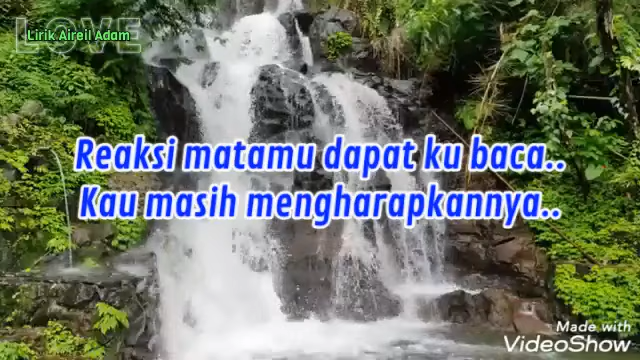 LOVE
Lirik Aireil Adam
Reaksi matamu dapat ku baca..
Kau masih mengharapkannya..
Made with
VideoShow